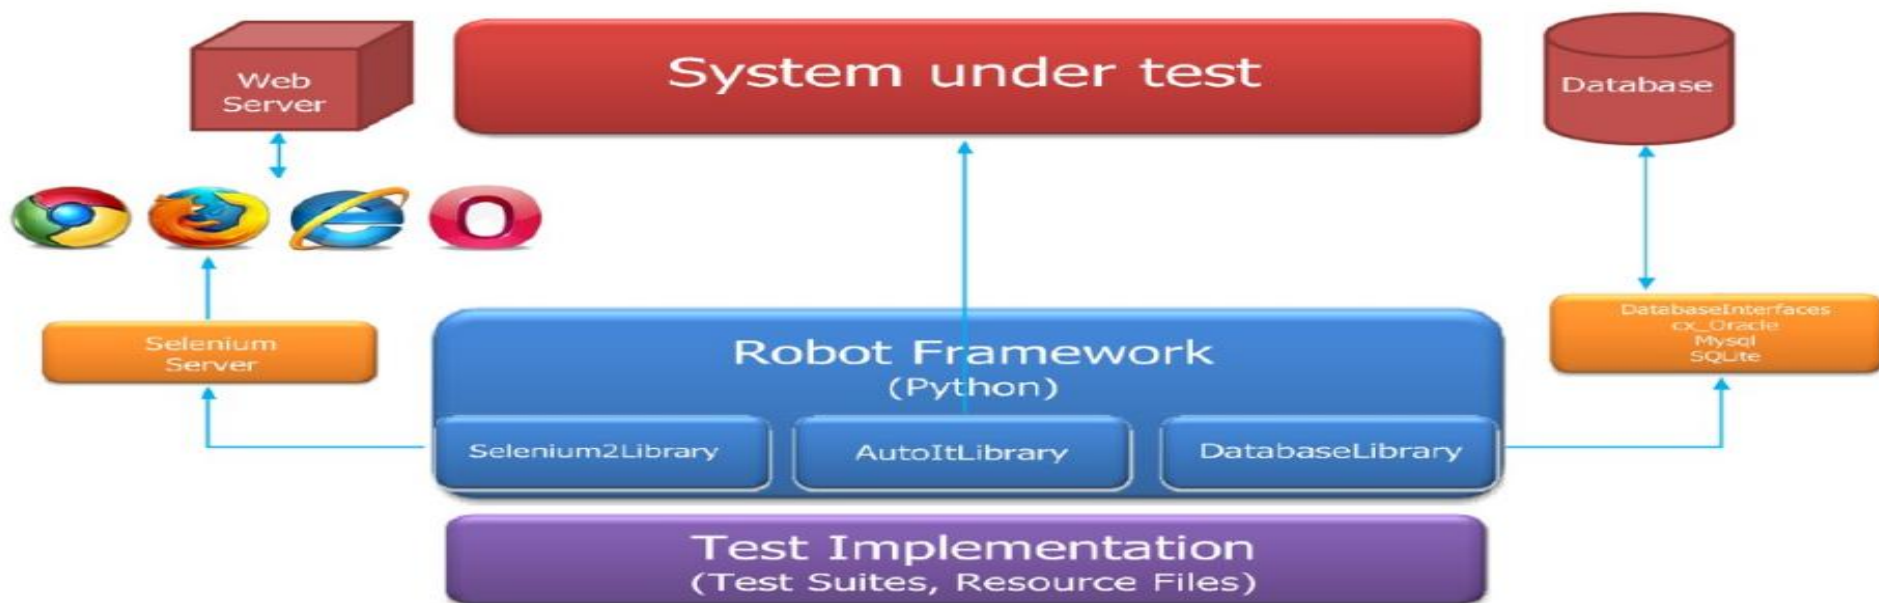 Web
Server
System under test
Database
Selenium
Server
DatabaseInterfaces
cx_Oracle
Mysql
SQLite
Robot Framework
(Python)
Selenium2Library
AutoItLibrary
DatabaseLibrary
Test Implementation
(Test Suites, Resource Files)